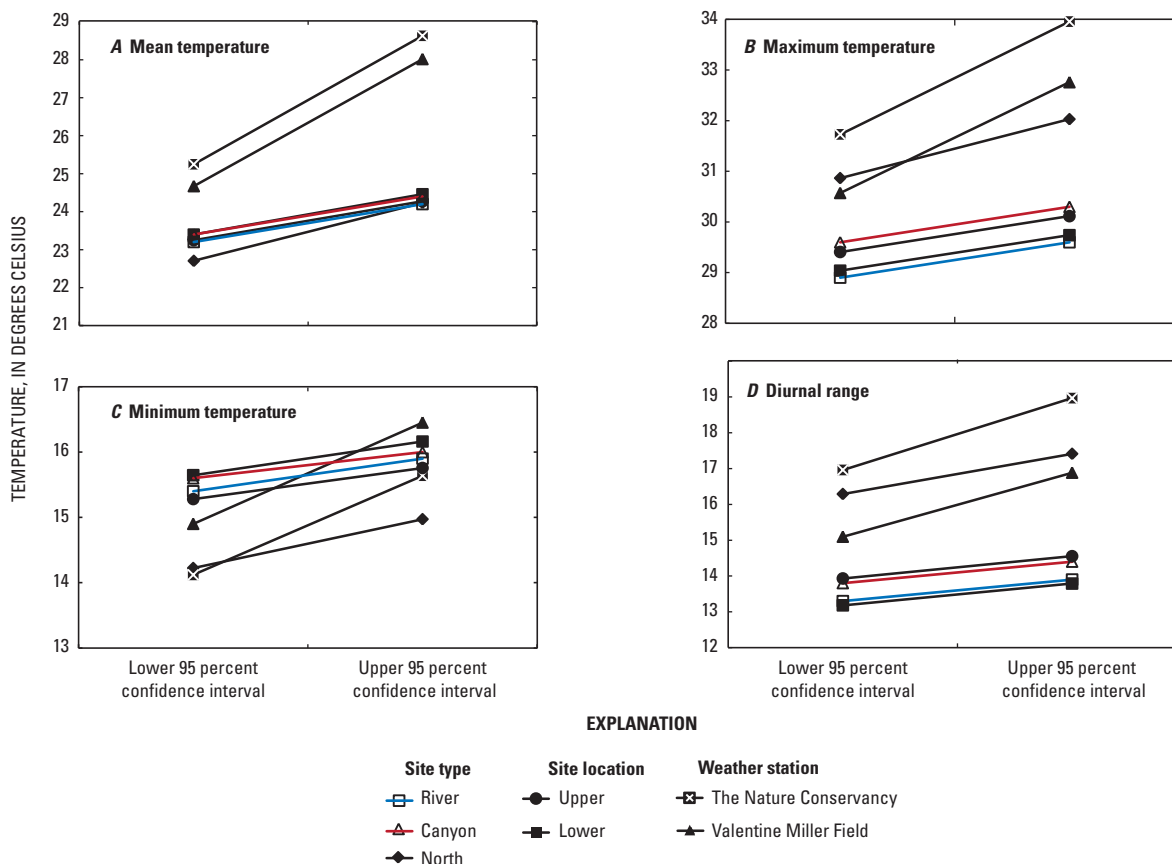 A Mean temperature
29
28
27
26
25
24
23
22
21
B Maximum temperature
34
33
32
31
30
29
28
TEMPERATURE, IN DEGREES CELSIUS
C Minimum temperature
17
16
15
14
13
Lower 95 percent
confidence interval
Upper 95 percent
confidence interval
D Diurnal range
19
18
17
16
15
14
13
12
Lower 95 percent
confidence interval
Upper 95 percent
confidence interval
EXPLANATION
Site type
River
Canyon
North
Site location
Upper
Lower
Weather station
The Nature Conservancy
Valentine Miller Field